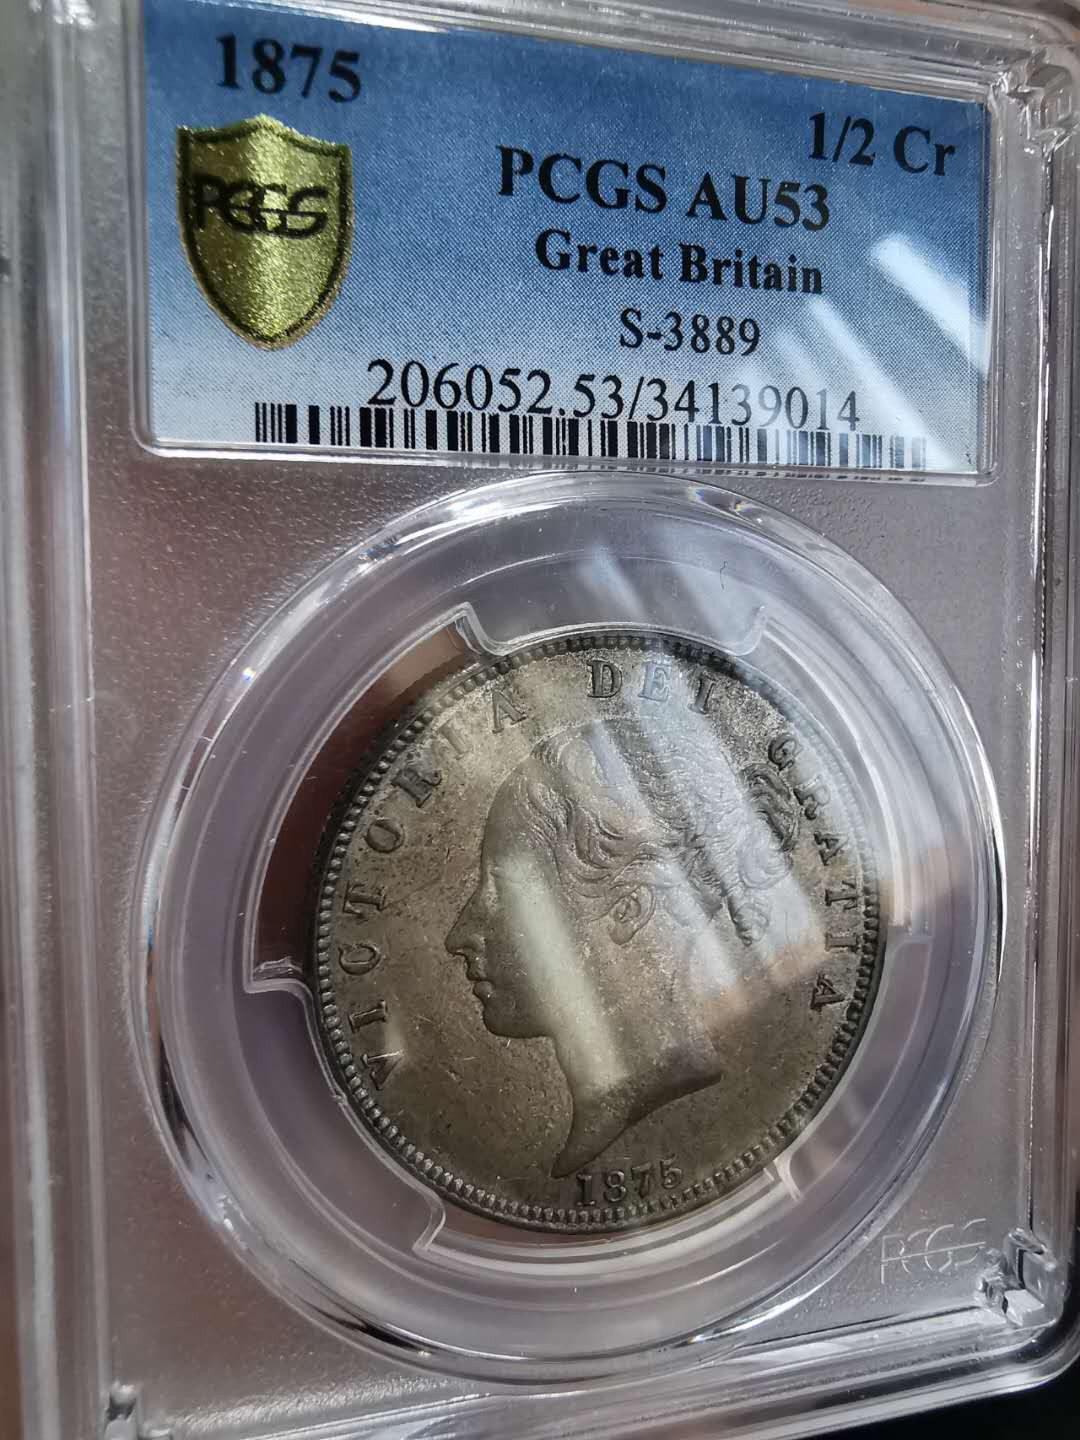 1875
1/2 Cr
PCGS
PCGS AU53
Great Britain
S-3889
206052.53/34139014
VICTORIA DEI GRATIA
1875
PCGS